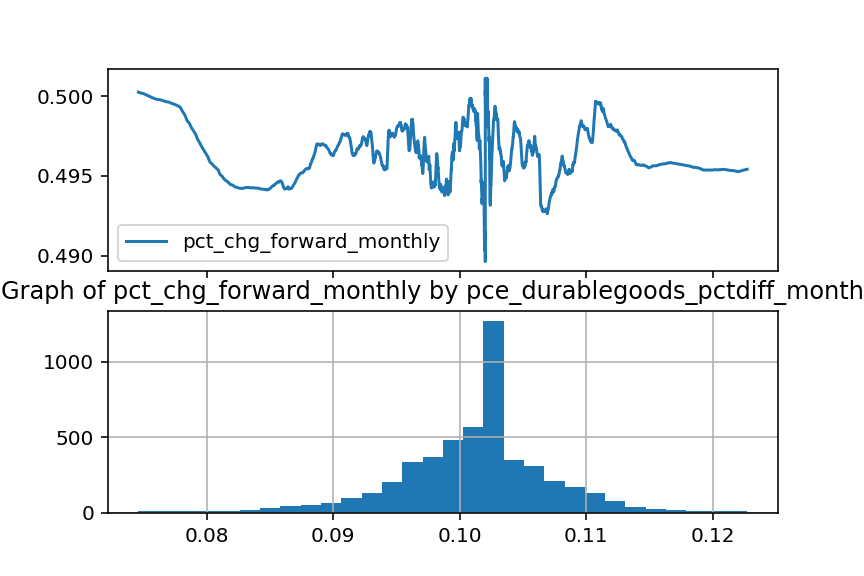 0.500
0.495
0.490
pct_chg_forward_monthly
Graph of pct_chg_forward_monthly by pce_durablegoods_pctdiff_month
1000
500
0
0.08 0.09 0.10 0.11 0.12